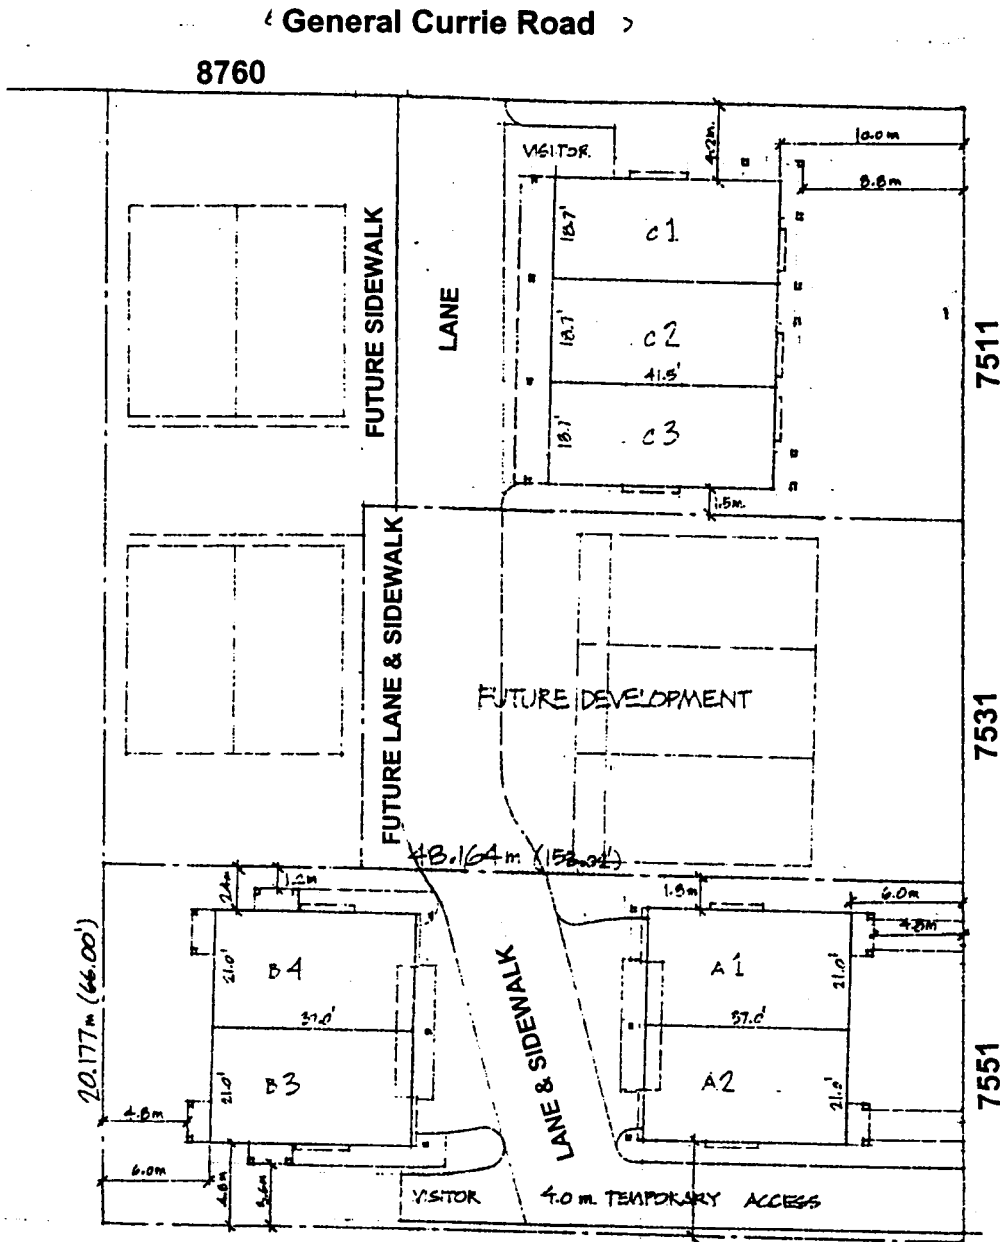 General Currie Road
8760
VISITOR
4.2m.
10.0m
8.8m
18.7'
C1
FUTURE SIDEWALK
LANE
18.7'
C2
41.5'
7511
18.7'
C3
1.5m
FUTURE LANE & SIDEWALK
FUTURE DEVELOPMENT
7531
48.164m
1.2m
1.8m
6.0m
4.8m
20.177m (66.00')
21.0'
B4
37.0'
21.0'
B3
LANE & SIDEWALK
A1
21.0'
37.0'
A2
21.0'
7551
4.8m
6.0m
VISITOR
4.0 m. TEMPORARY ACCESS